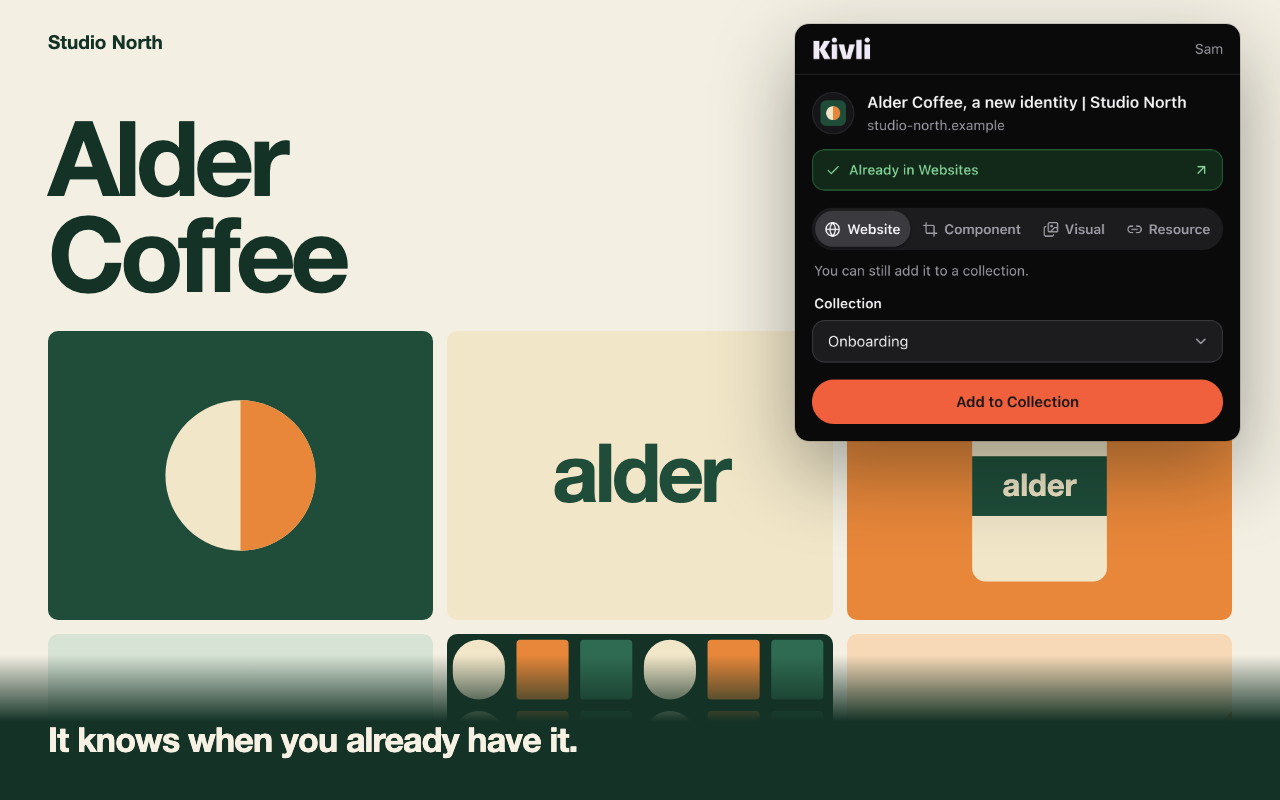 Studio North
Alder
Coffee
Kivli
Sam
Alder Coffee, a new identity | Studio North
studio-north.example
Already in Websites
Website
Component
Visual
Resource
You can still add it to a collection.
Collection
Onboarding
Add to Collection
alder
alder
It knows when you already have it.